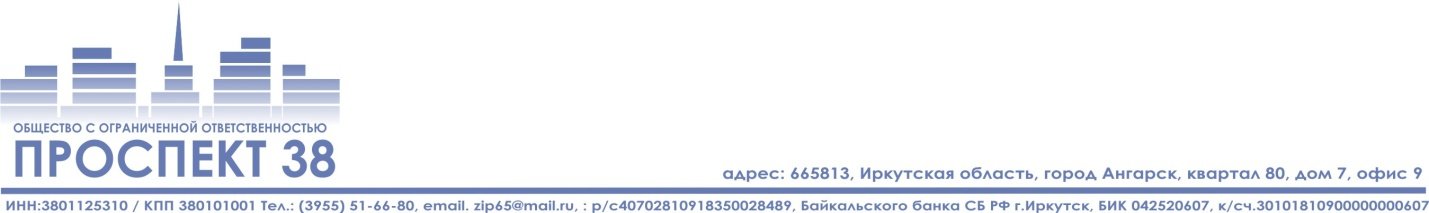 ОБЩЕСТВО С ОГРАНИЧЕННОЙ ОТВЕТСТВЕННОСТЬЮ
ПРОСПЕКТ 38
адрес: 665813, Иркутская область, город Ангарск, квартал 80, дом 7, офис 9
ИНН:3801125310 / КПП 380101001 Тел.: (3955) 51-66-80, email. zip65@mail.ru, : р/с40702810918350028489, Байкальского банка СБ РФ г.Иркутск, БИК 042520607, к/сч.30101810900000000607